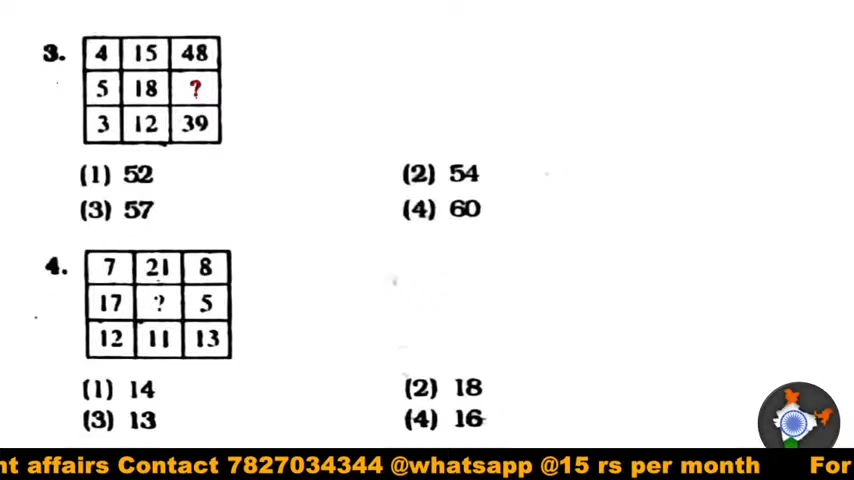 3.
4 15 48
5 18 ?
3 12 39
(1) 52 (2) 54
(3) 57 (4) 60
4.
7 21 8
17 ? 5
12 11 13
(1) 14 (2) 18
(3) 13 (4) 16
nt affairs Contact 7827034344 @whatsapp @15 rs per month For